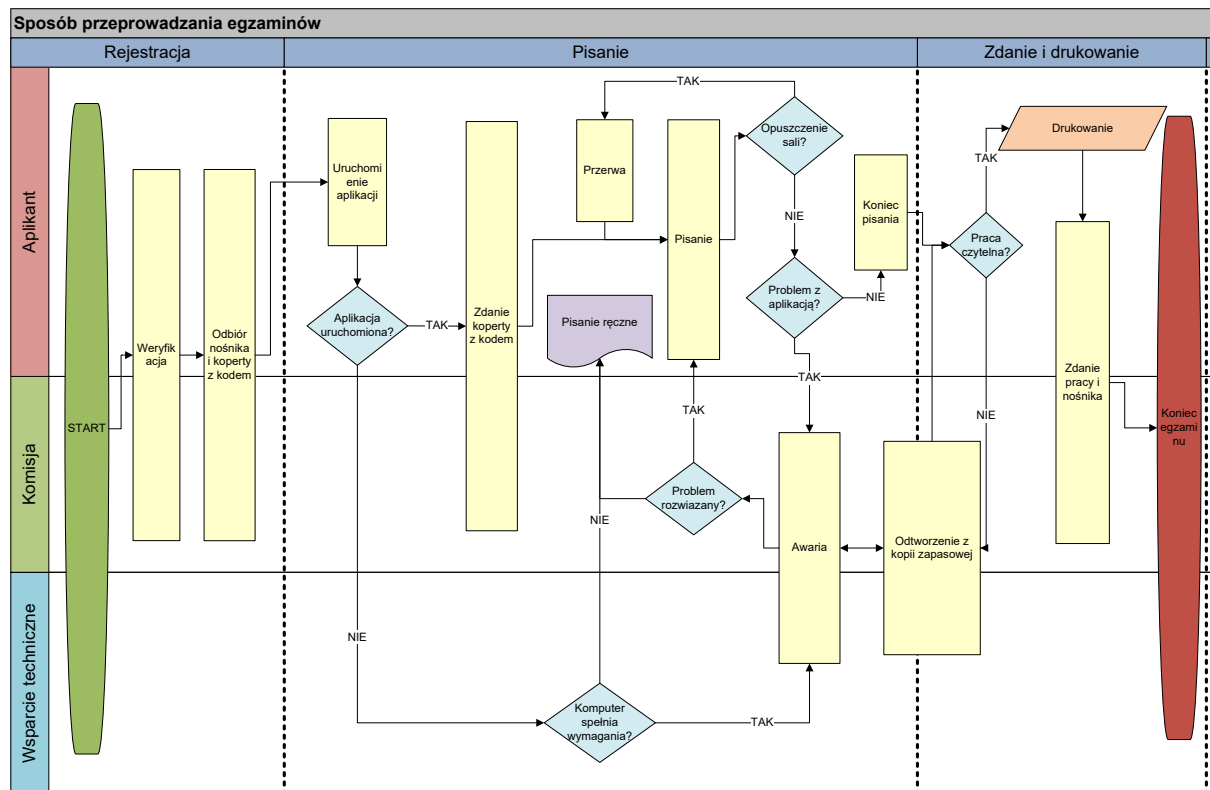 Sposób przeprowadzania egzaminów
Rejestracja
Pisanie
Zdanie i drukowanie
Aplikant
Komisja
Wsparcie techniczne
START
Weryfik
acja
Odbiór
nośnika
i koperty
z kodem
Uruchomi
enie
aplikacji
Aplikacja
uruchomiona?
TAK
NIE
Zdanie
koperty
z kodem
Przerwa
TAK
Pisanie
Opuszczenie
sali?
NIE
Problem z
aplikacją?
NIE
TAK
Koniec
pisania
Pisanie ręczne
TAK
NIE
Problem
rozwiazany?
Awaria
Komputer
spełnia
wymagania?
TAK
Odtworzenie z
kopii zapasowej
Praca
czytelna?
TAK
NIE
Drukowanie
Zdanie
pracy i
nośnika
Koniec
egzami
nu